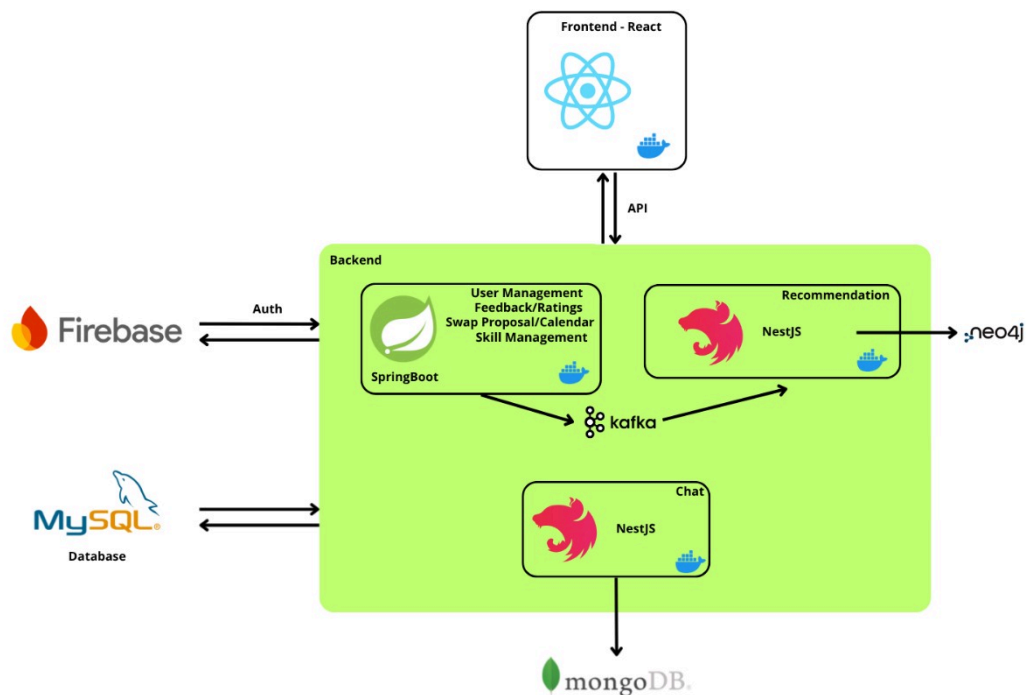 Frontend - React
API
Backend
User Management
Feedback/Ratings
Swap Proposal/Calendar
Skill Management
SpringBoot
Recommendation
NestJS
neo4j
Auth
Firebase
kafka
MySQL®
Database
Chat
NestJS
mongoDB®